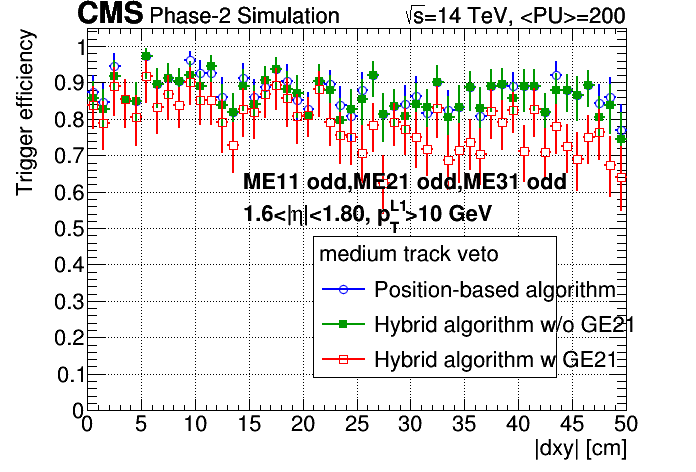 CMS Phase-2 Simulation √s=14 TeV, <PU>=200
Trigger efficiency
1
0.9
0.8
0.7
0.6
0.5
0.4
0.3
0.2
0.1
0
ME11 odd,ME21 odd,ME31 odd
1.6<|η|<1.80, p_T^L1>10 GeV
medium track veto
Position-based algorithm
Hybrid algorithm w/o GE21
Hybrid algorithm w GE21
0 5 10 15 20 25 30 35 40 45 50
|dxy| [cm]